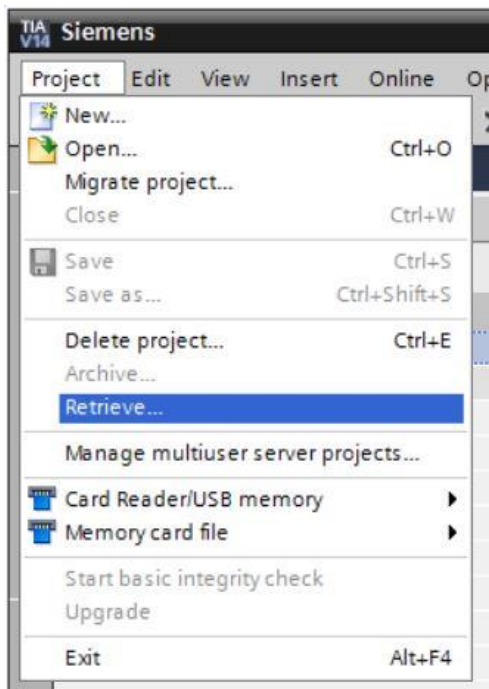 TIA V14 Siemens
Project Edit View Insert Online Op
New...
Open... Ctrl+O
Migrate project...
Close Ctrl+W
Save Ctrl+S
Save as... Ctrl+Shift+S
Delete project... Ctrl+E
Archive...
Retrieve...
Manage multiuser server projects...
Card Reader/USB memory
Memory card file
Start basic integrity check
Upgrade
Exit Alt+F4